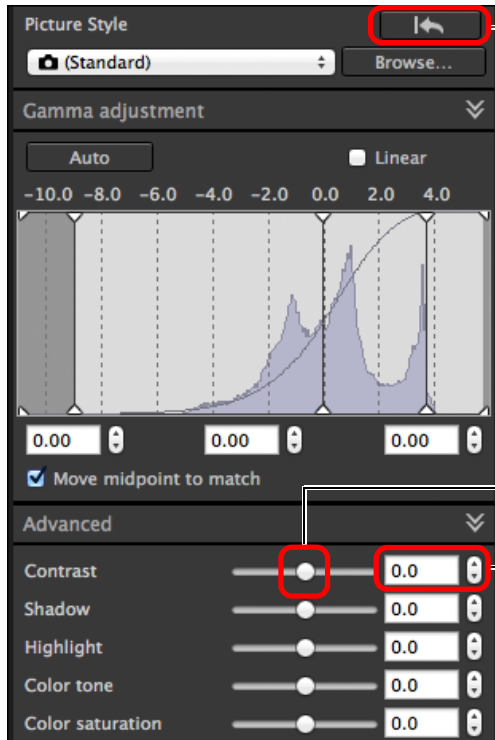 Picture Style
(Standard)
Browse...
Gamma adjustment
Auto
Linear
-10.0 -8.0 -6.0 -4.0 -2.0 0.0 2.0 4.0
0.00 0.00 0.00
Move midpoint to match
Advanced
Contrast 0.0
Shadow 0.0
Highlight 0.0
Color tone 0.0
Color saturation 0.0